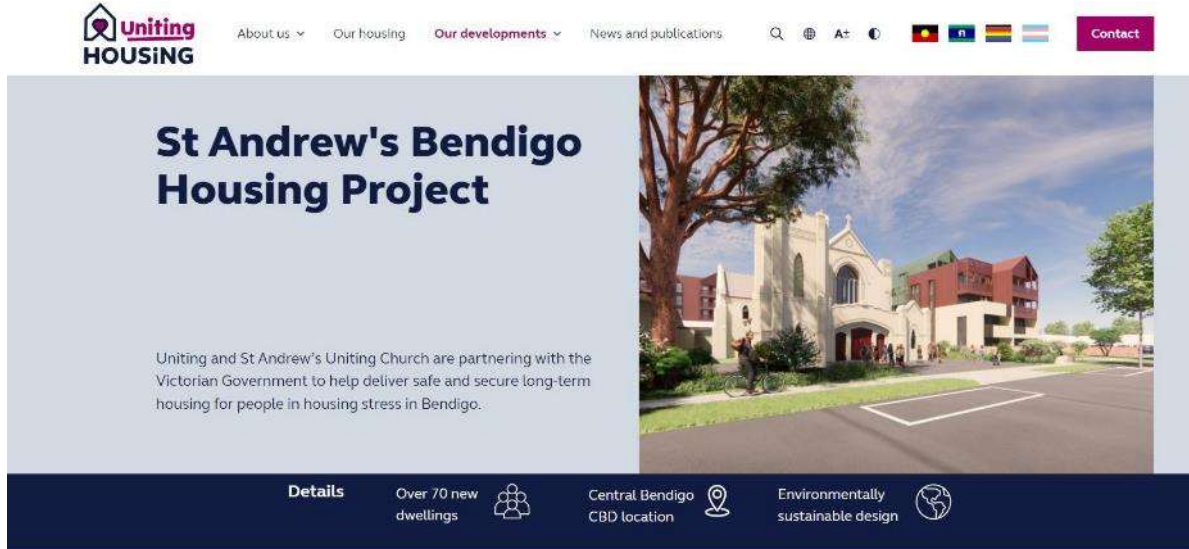 Uniting
HOUSiNG
About us
Our housing
Our developments
News and publications
A±
Contact
St Andrew's Bendigo
Housing Project
Uniting and St Andrew's Uniting Church are partnering with the
Victorian Government to help deliver safe and secure long-term
housing for people in housing stress in Bendigo.
Details
Over 70 new
dwellings
Central Bendigo
CBD location
Environmentally
sustainable design